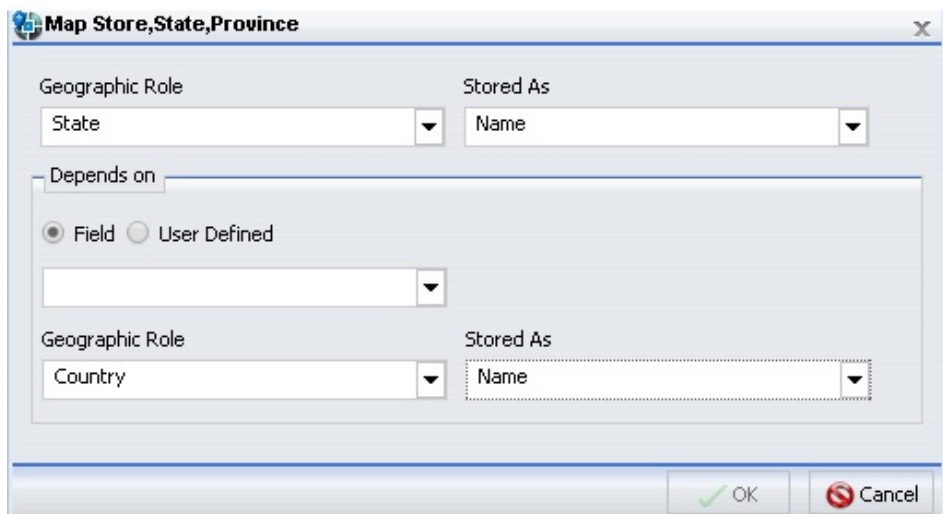 Map Store,State,Province
x
Geographic Role Stored As
State Name
Depends on
Field User Defined
Geographic Role Stored As
Country Name
OK Cancel